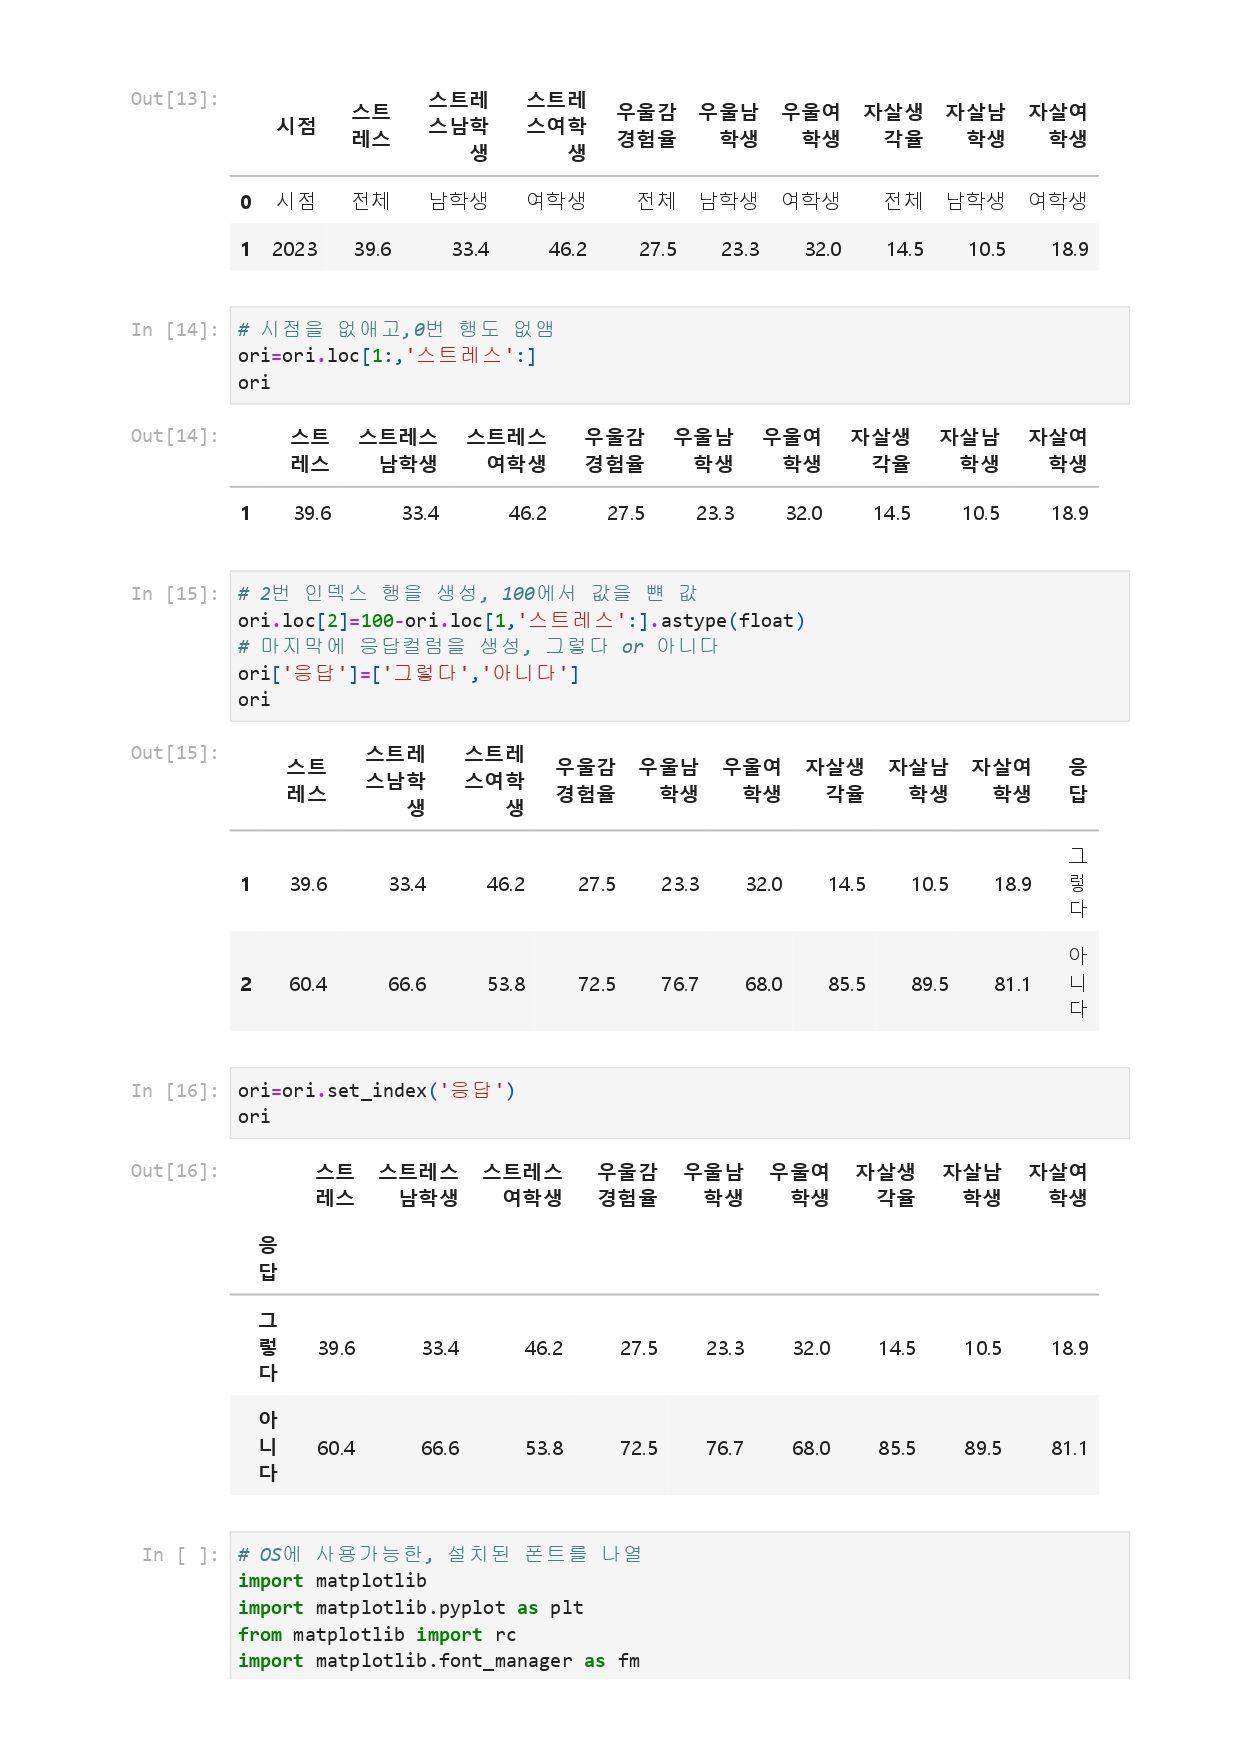 Out[13]:
시점 스트레스 스트레스남학생 스트레스여학생 우울감경험율 우울남학생 우울여학생 자살생각율 자살남학생 자살여학생
0 시점 전체 남학생 여학생 전체 남학생 여학생 전체 남학생 여학생
1 2023 39.6 33.4 46.2 27.5 23.3 32.0 14.5 10.5 18.9
In [14]:
# 시점을 없애고,0번 행도 없앰
ori=ori.loc[1:,'스트레스':]
ori
Out[14]:
스트레스 스트레스남학생 스트레스여학생 우울감경험율 우울남학생 우울여학생 자살생각율 자살남학생 자살여학생
1 39.6 33.4 46.2 27.5 23.3 32.0 14.5 10.5 18.9
In [15]:
# 2번 인덱스 행을 생성, 100에서 값을 뺸 값
ori.loc[2]=100-ori.loc[1,'스트레스':].astype(float)
# 마지막에 응답컬럼을 생성, 그렇다 or 아니다
ori['응답']=['그렇다','아니다']
ori
Out[15]:
스트레스 스트레스남학생 스트레스여학생 우울감경험율 우울남학생 우울여학생 자살생각율 자살남학생 자살여학생 응답
1 39.6 33.4 46.2 27.5 23.3 32.0 14.5 10.5 18.9 그렇다
2 60.4 66.6 53.8 72.5 76.7 68.0 85.5 89.5 81.1 아니다
In [16]:
ori=ori.set_index('응답')
ori
Out[16]:
스트레스 스트레스남학생 스트레스여학생 우울감경험율 우울남학생 우울여학생 자살생각율 자살남학생 자살여학생
응답
그렇다 39.6 33.4 46.2 27.5 23.3 32.0 14.5 10.5 18.9
아니다 60.4 66.6 53.8 72.5 76.7 68.0 85.5 89.5 81.1
In [ ]:
# OS에 사용가능한, 설치된 폰트를 나열
import matplotlib
import matplotlib.pyplot as plt
from matplotlib import rc
import matplotlib.font_manager as fm